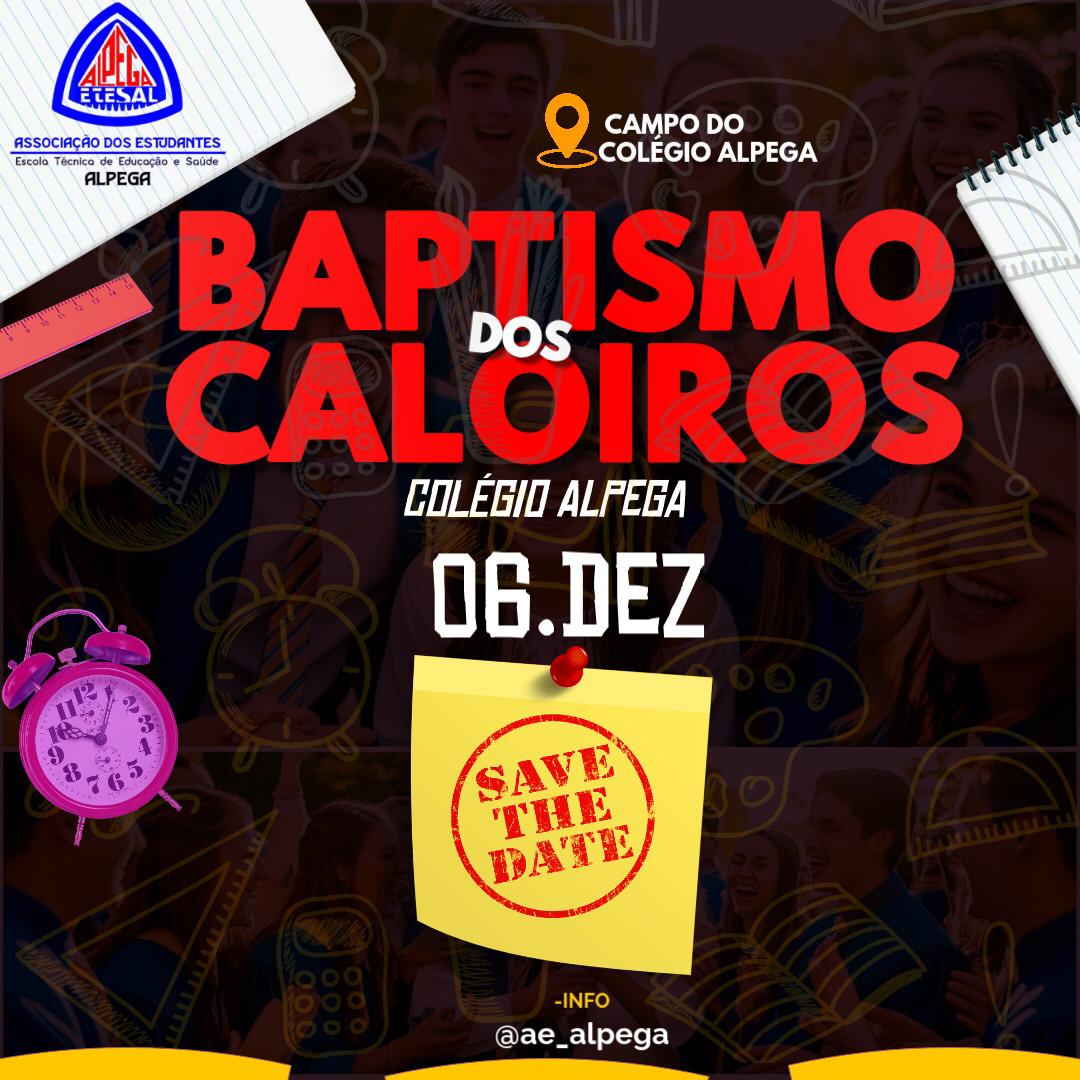 ALPEGA
ETESAL
ASSOCIAÇÃO DOS ESTUDANTES
Escola Técnica de Educação e Saúde
ALPEGA
CAMPO DO
COLÉGIO ALPEGA
BAPTISMO
DOS
CALOIROS
COLÉGIO ALPEGA
06.DEZ
SAVE
THE
DATE
-INFO
@ae_alpega